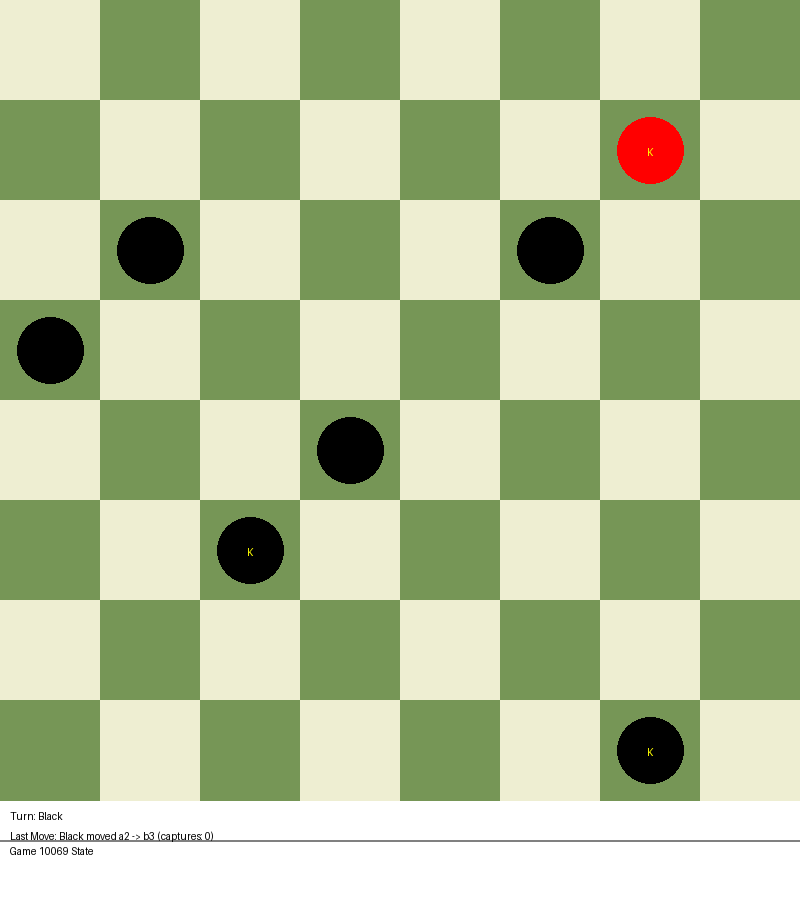 K
K
K
Turn: Black
Last Move: Black moved a2 -> b3 (captures: 0)
Game 10069 State